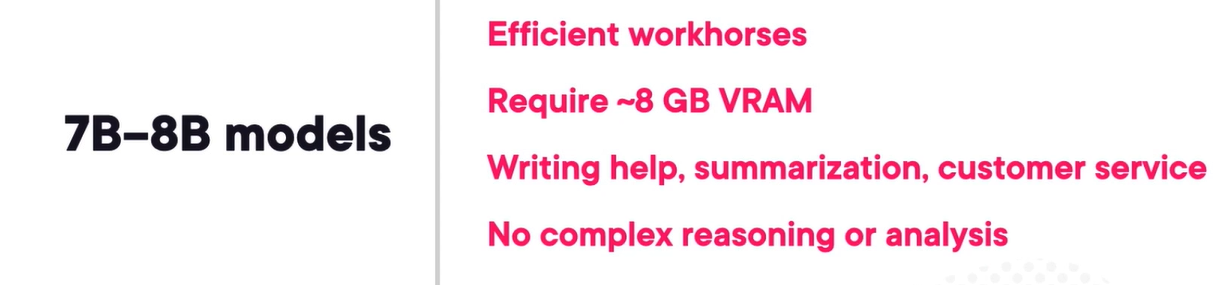 7B–8B models
Efficient workhorses
Require ~8 GB VRAM
Writing help, summarization, customer service
No complex reasoning or analysis